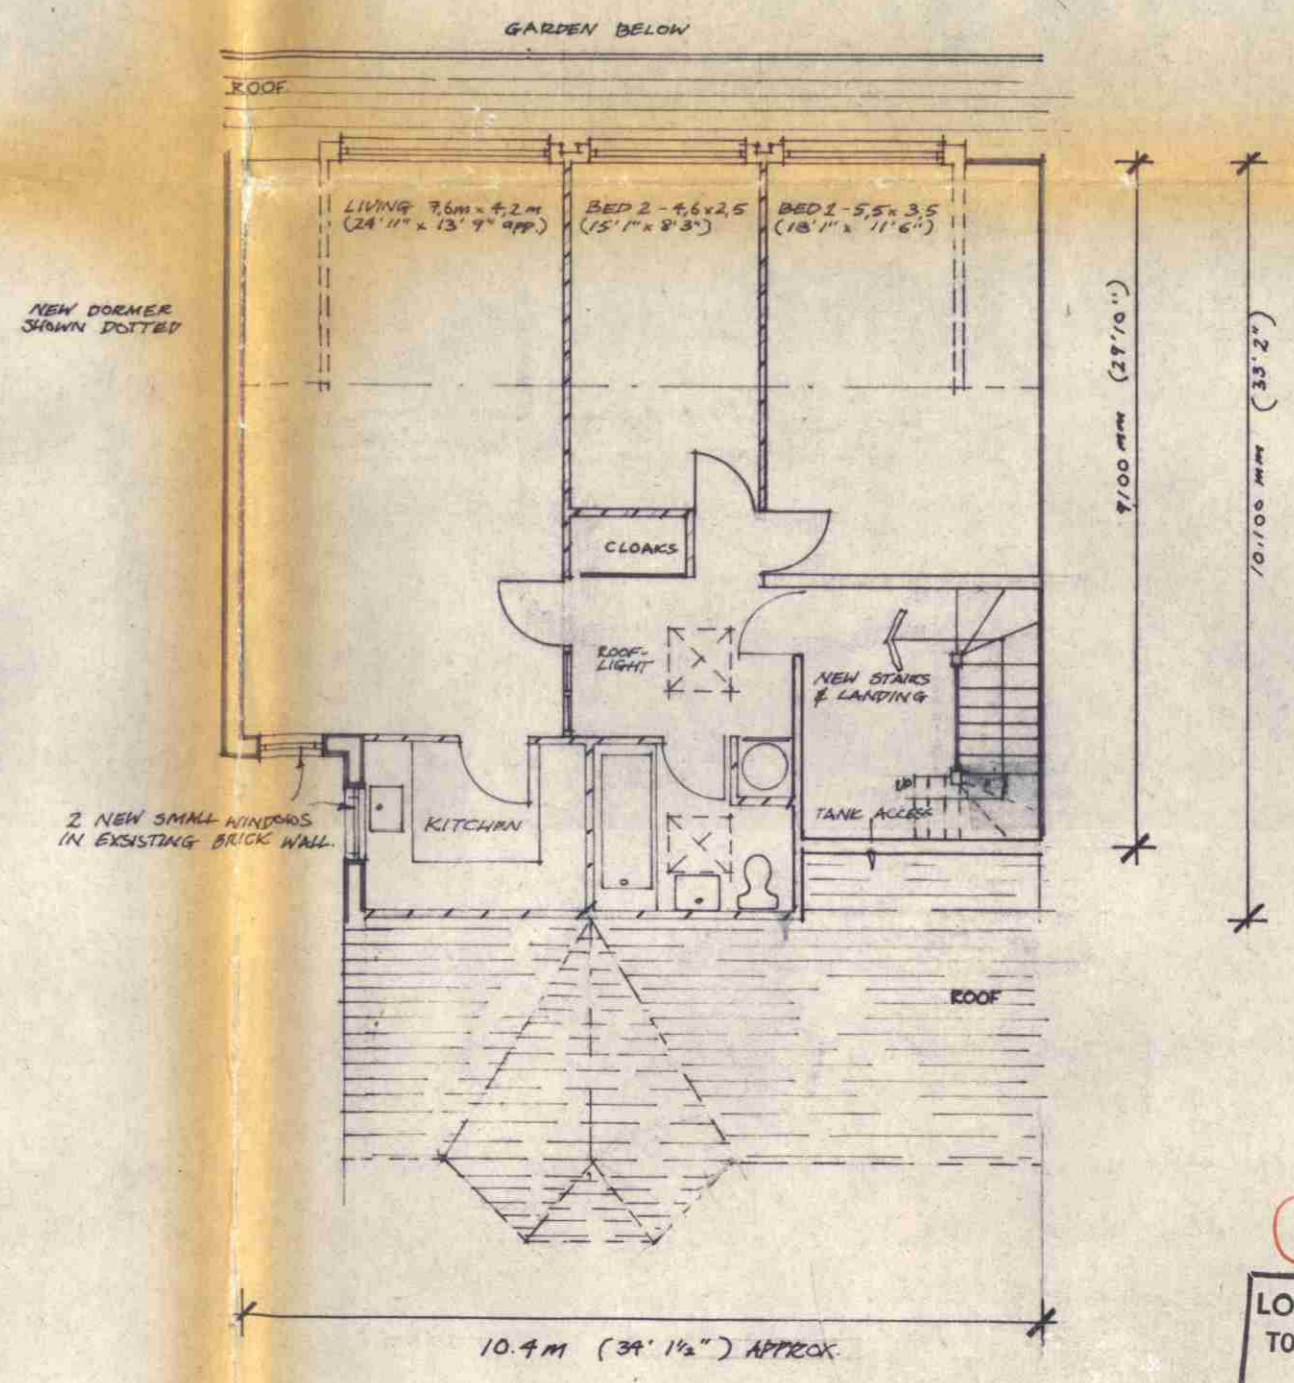 GARDEN BELOW
ROOF
LIVING 7,6m x 4,2m
(24'11" x 13'9" app.)
BED 2 - 4,6 x 2,5
(15'1" x 8'3")
BED 1 - 5,5 x 3,5
(18'1" x 11'6")
NEW DORMER
SHOWN DOTTED
9100 mm (29'10")
10.100 mm (33'2")
CLOAKS
ROOF-
LIGHT
NEW STAIRS
& LANDING
UP
TANK ACCESS
2 NEW SMALL WINDOWS
IN EXSISTING BRICK WALL.
KITCHEN
ROOF
10.4 M (34' 1½") APPROX.
LO
TO